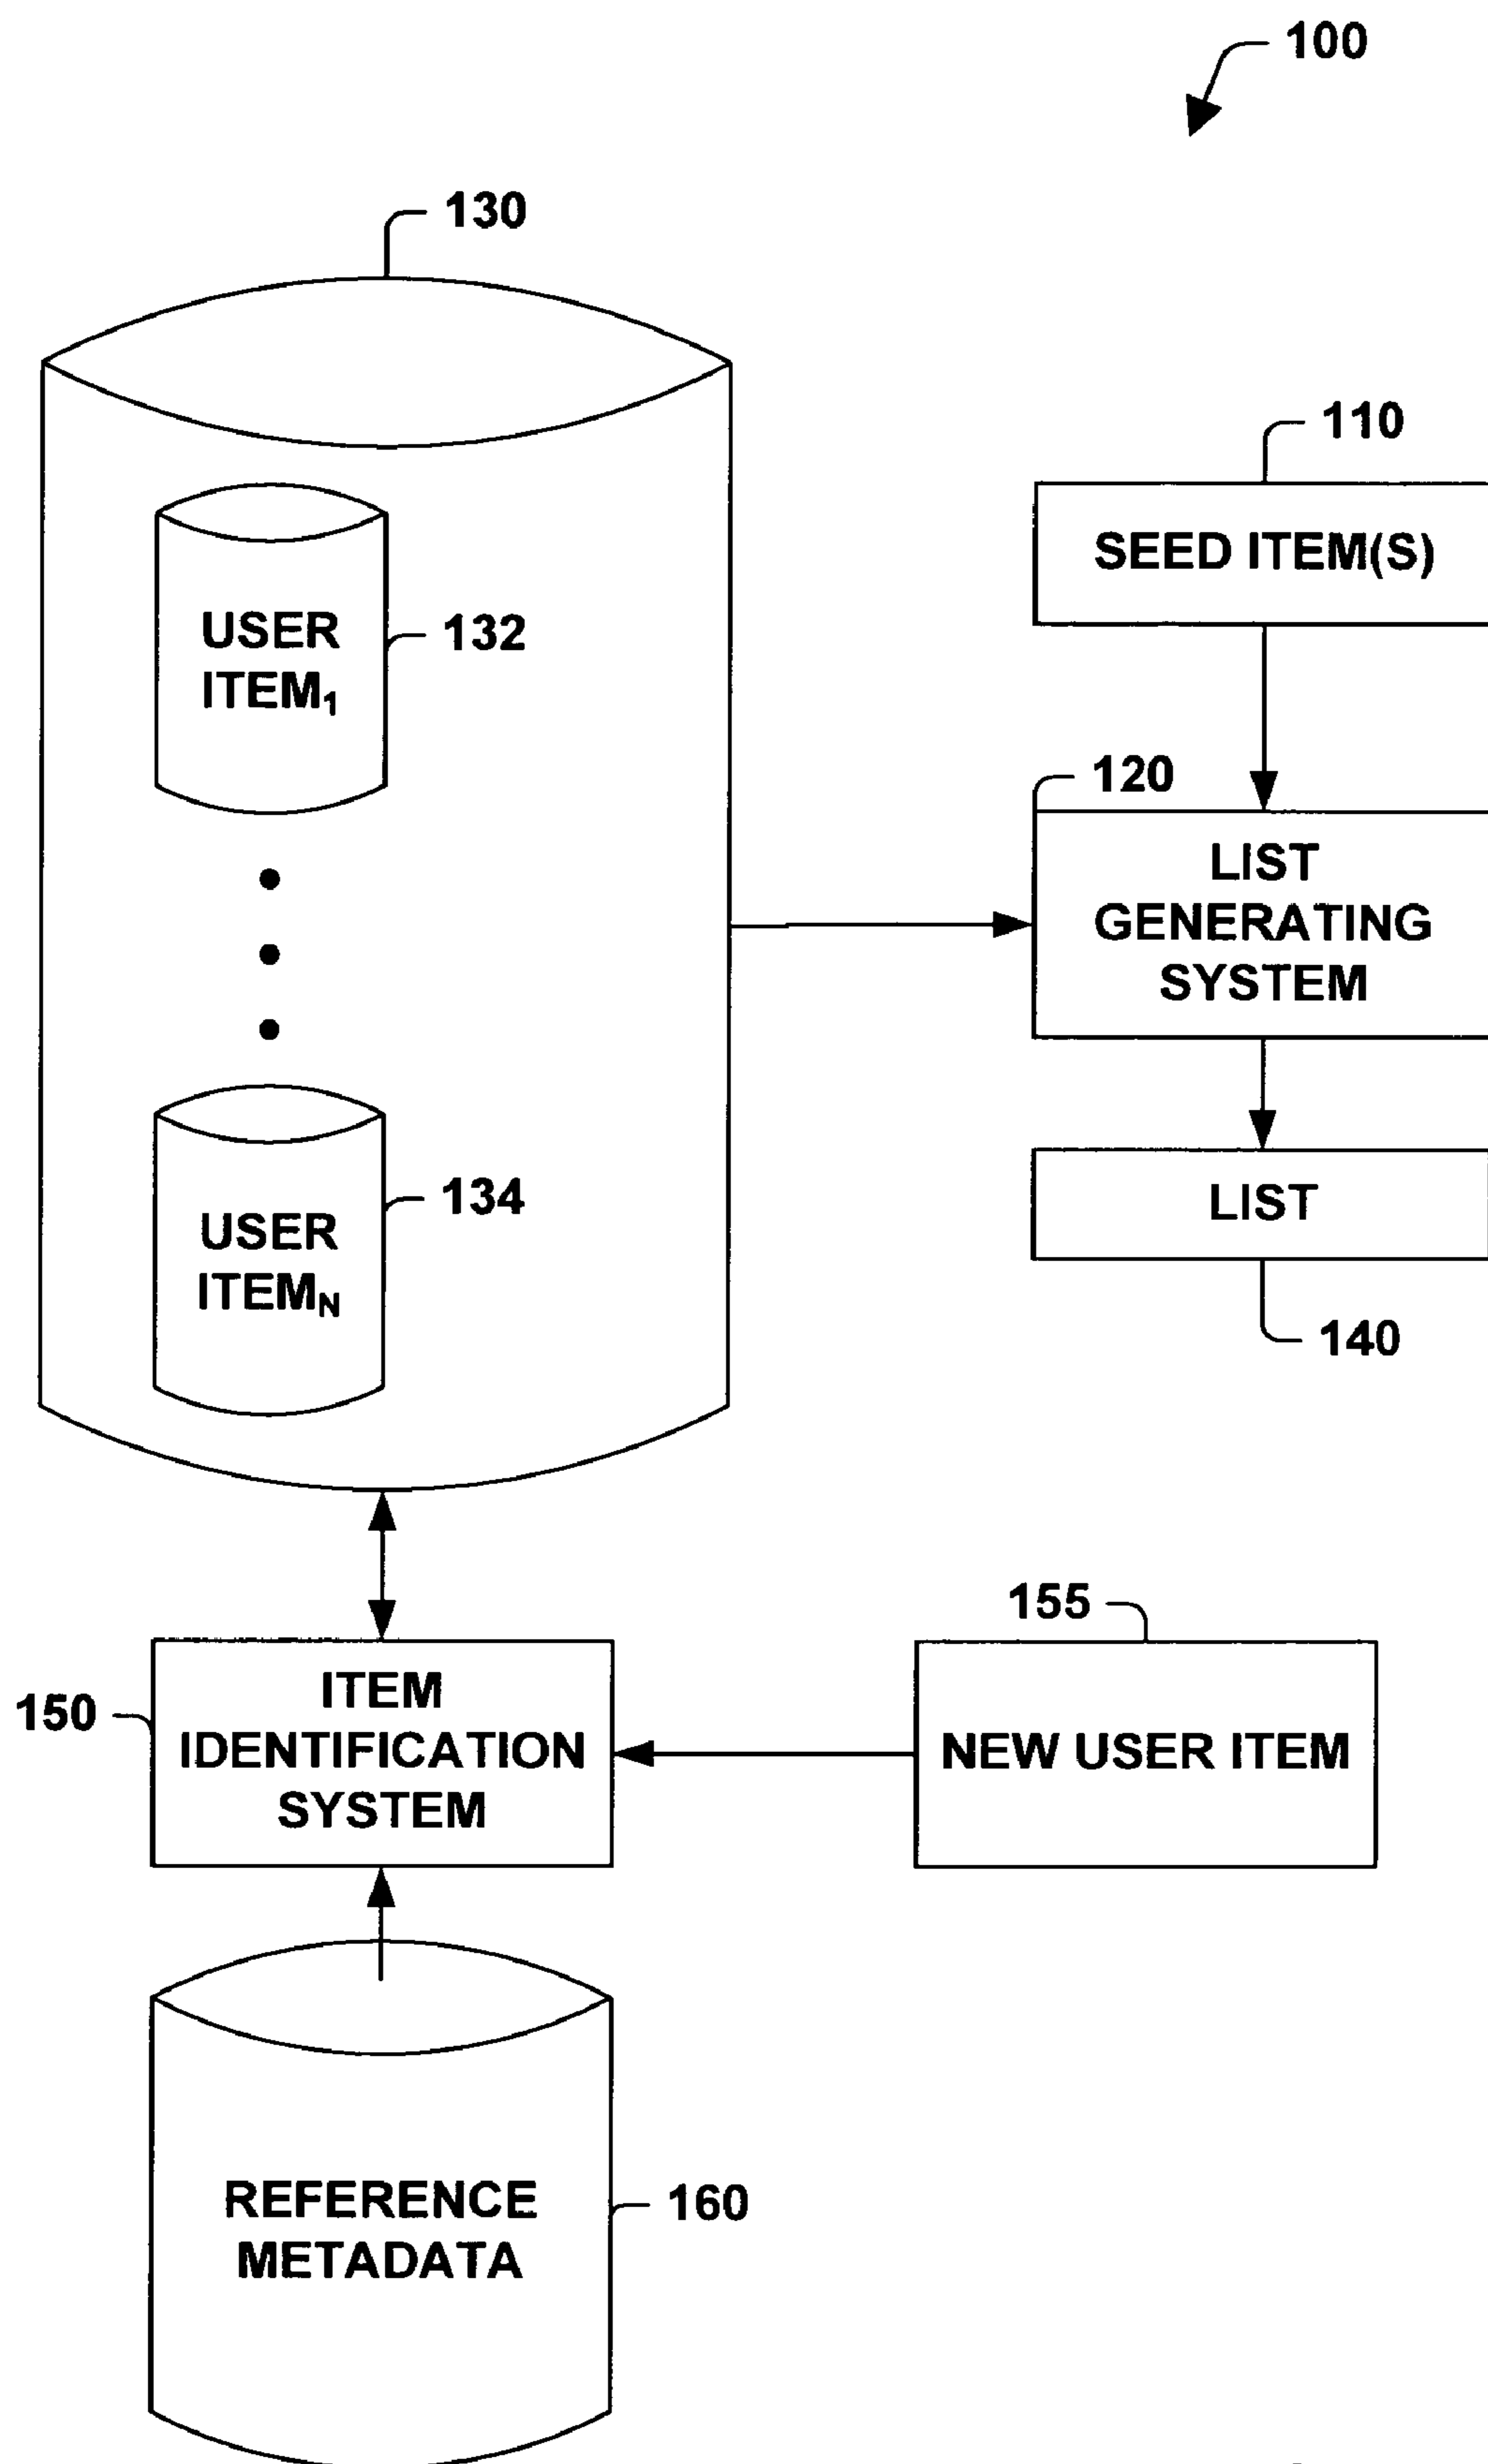 100
130
110
SEED ITEM(S)
USER
ITEM₁
132
120
LIST
GENERATING
SYSTEM
134
USER
ITEMN
LIST
140
155
150
ITEM
IDENTIFICATION
SYSTEM
NEW USER ITEM
REFERENCE
METADATA
160